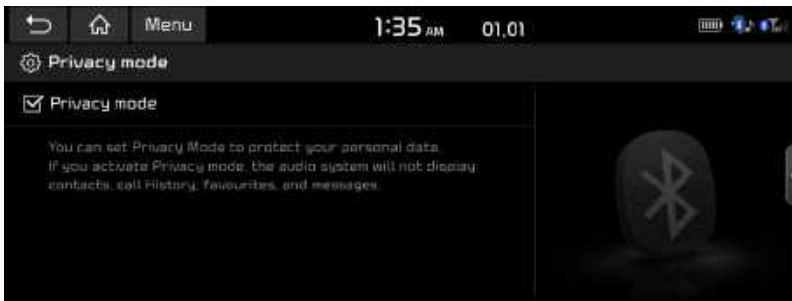 Menu
1:35 AM
01.01
Privacy mode
Privacy mode
You can set Privacy Mode to protect your personal data.
If you activate Privacy mode, the audio system will not display
contacts, call History, favourites, and messages.